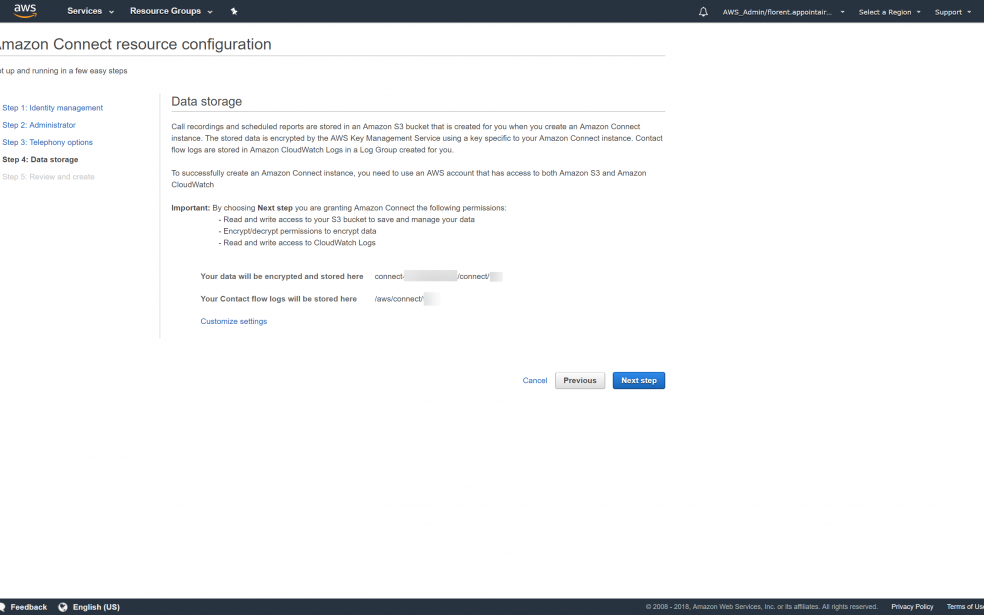 aws Services Resource Groups AWS_Admin/florent.appointair... Select a Region Support
mazon Connect resource configuration
t up and running in a few easy steps
Step 1: Identity management
Step 2: Administrator
Step 3: Telephony options
Step 4: Data storage
Step 5: Review and create
Data storage
Call recordings and scheduled reports are stored in an Amazon S3 bucket that is created for you when you create an Amazon Connect
instance. The stored data is encrypted by the AWS Key Management Service using a key specific to your Amazon Connect instance. Contact
flow logs are stored in Amazon CloudWatch Logs in a Log Group created for you.
To successfully create an Amazon Connect instance, you need to use an AWS account that has access to both Amazon S3 and Amazon
CloudWatch
Important: By choosing Next step you are granting Amazon Connect the following permissions:
- Read and write access to your S3 bucket to save and manage your data
- Encrypt/decrypt permissions to encrypt data
- Read and write access to CloudWatch Logs
Your data will be encrypted and stored here connect- /connect/
Your Contact flow logs will be stored here /aws/connect/
Customize settings
Cancel Previous Next step
Feedback English (US) © 2008 - 2018, Amazon Web Services, Inc. or its affiliates. All rights reserved. Privacy Policy Terms of Us